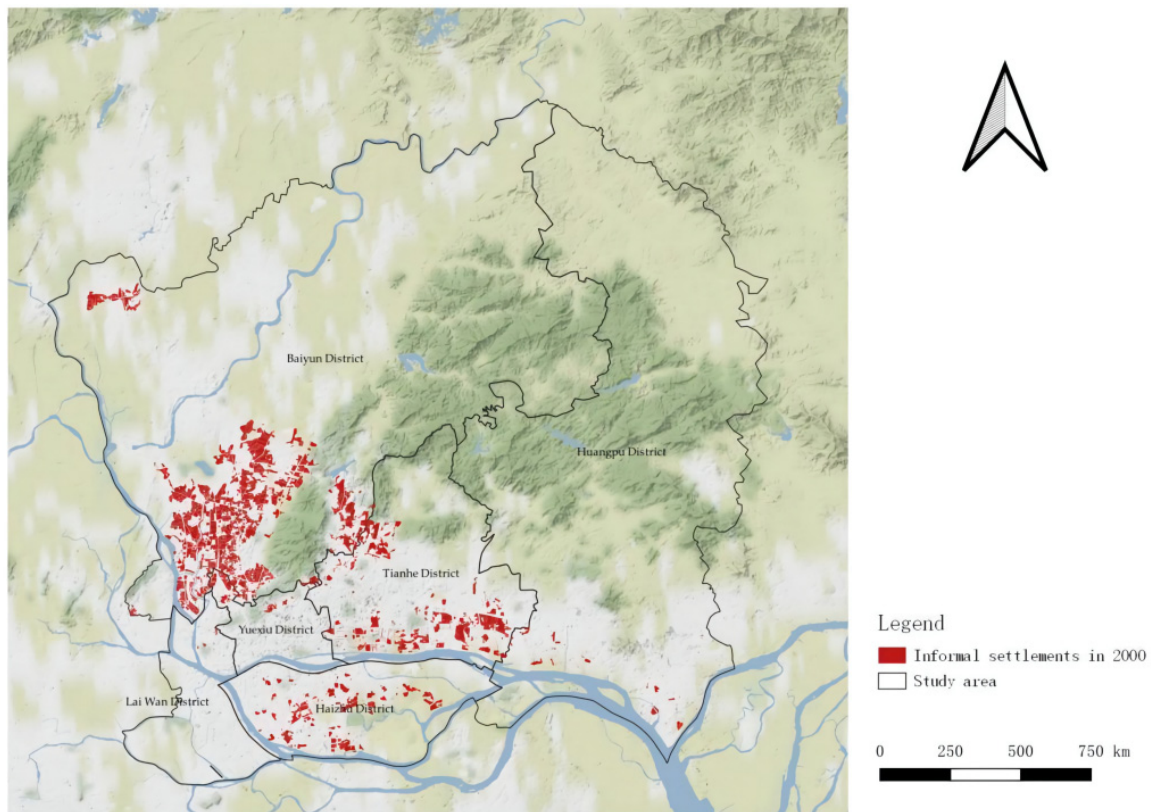 Baiyun District
Huangpu District
Tianhe District
Yuexiu District
Lai Wan District
Haizhu District
Legend
Informal settlements in 2000
Study area
0 250 500 750 km